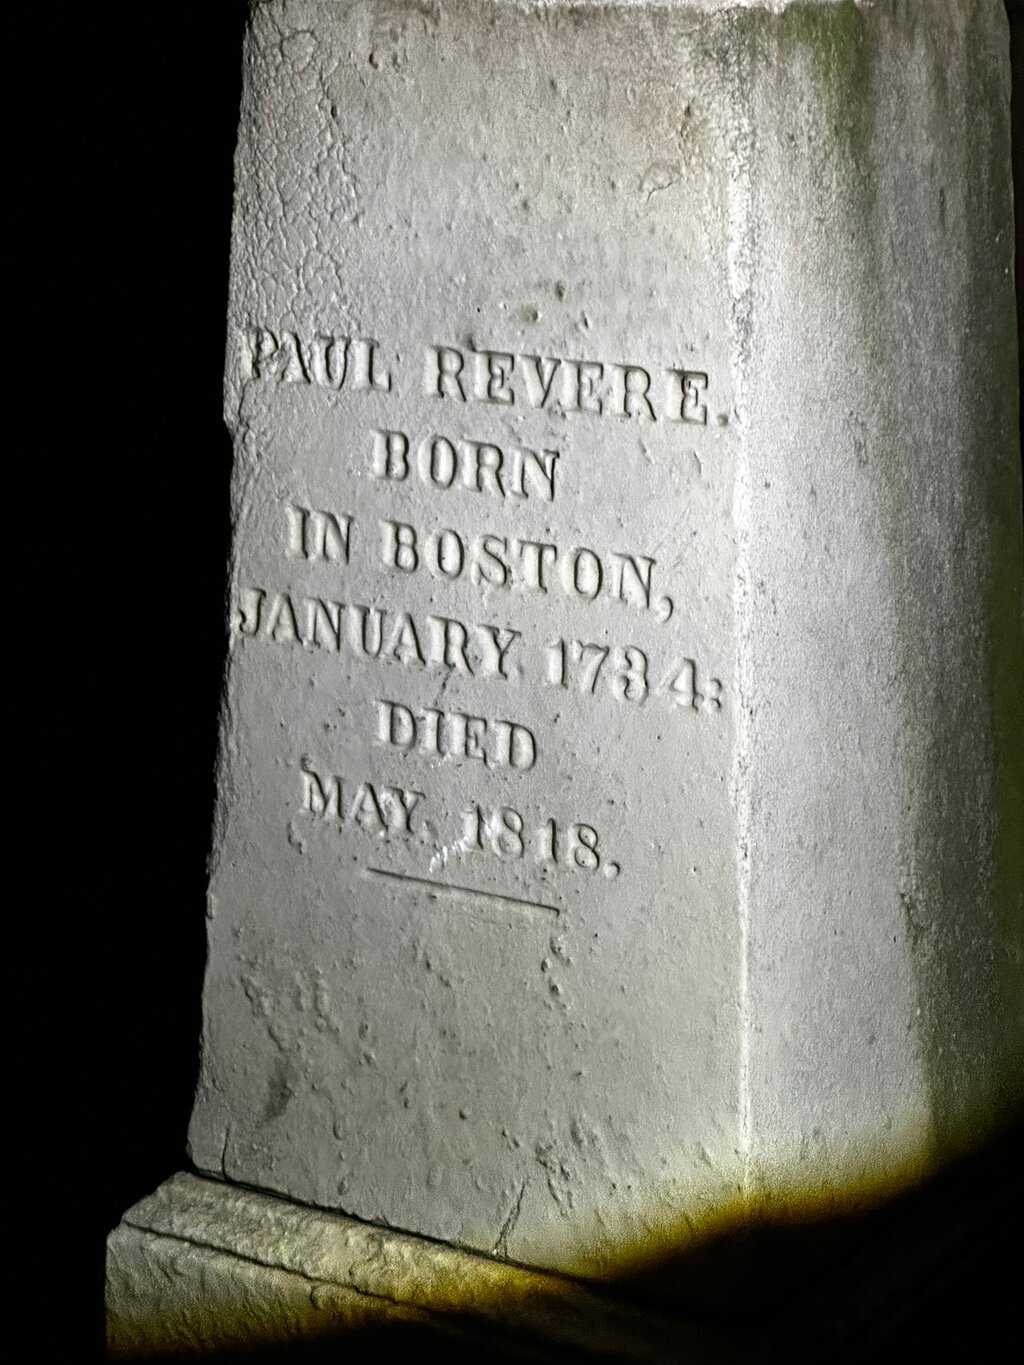 PAUL REVERE.
BORN
IN BOSTON,
JANUARY 1734:
DIED
MAY. 1818.